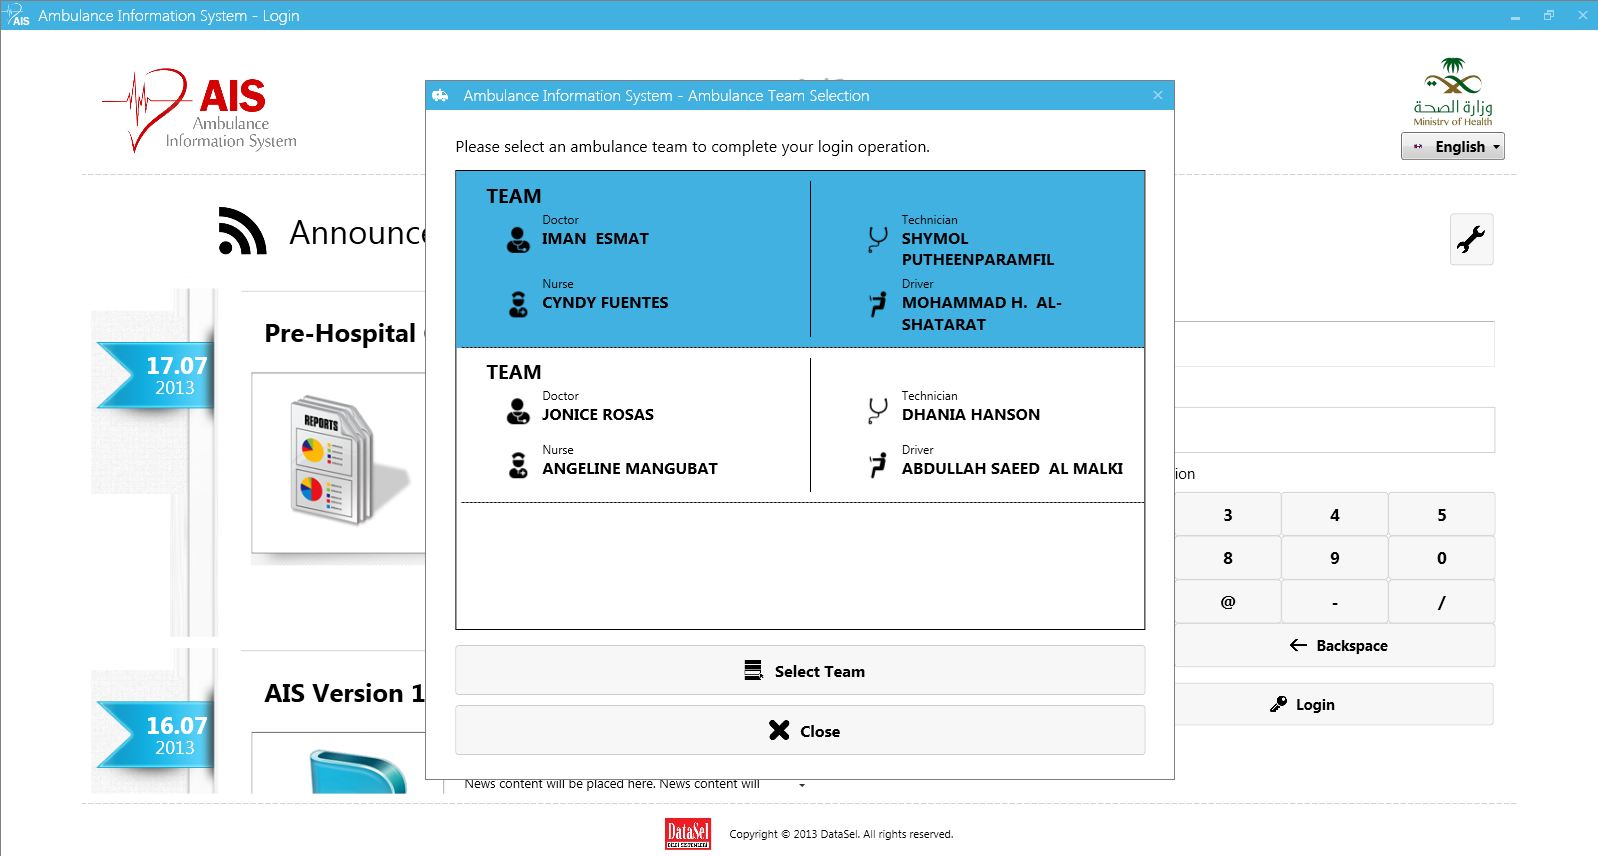 AIS Ambulance Information System - Login
AIS
Ambulance
Information System
وزارة الصحة
Ministry of Health
English
Announce
Pre-Hospital
17.07
2013
REPORTS
AIS Version 1
16.07
2013
Ambulance Information System - Ambulance Team Selection
Please select an ambulance team to complete your login operation.
TEAM
Doctor
IMAN ESMAT
Technician
SHYMOL
PUTHEENPARAMFIL
Nurse
CYNDY FUENTES
Driver
MOHAMMAD H. AL-
SHATARAT
TEAM
Doctor
JONICE ROSAS
Technician
DHANIA HANSON
Nurse
ANGELINE MANGUBAT
Driver
ABDULLAH SAEED AL MALKI
Select Team
Close
ion
3 4 5
8 9 0
@ - /
Backspace
Login
News content will be placed here. News content will
DataSel
BİLGİ SİSTEMLERİ
Copyright © 2013 DataSel. All rights reserved.